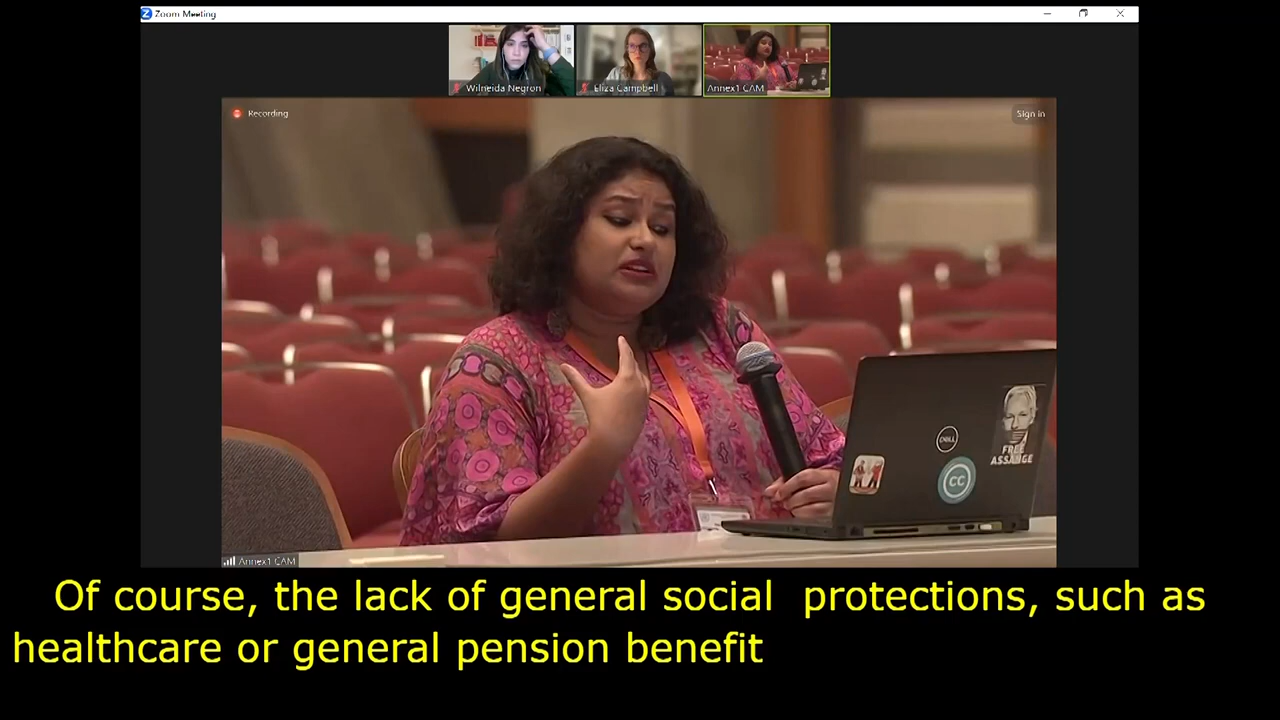 Zoom Meeting
Wilneida Negron
Eliza Campbell
Annex1 CAM
Recording
Sign in
DELL
FREE
ASSANGE
CC
Annex1 CAM
Of course, the lack of general social protections, such as
healthcare or general pension benefit